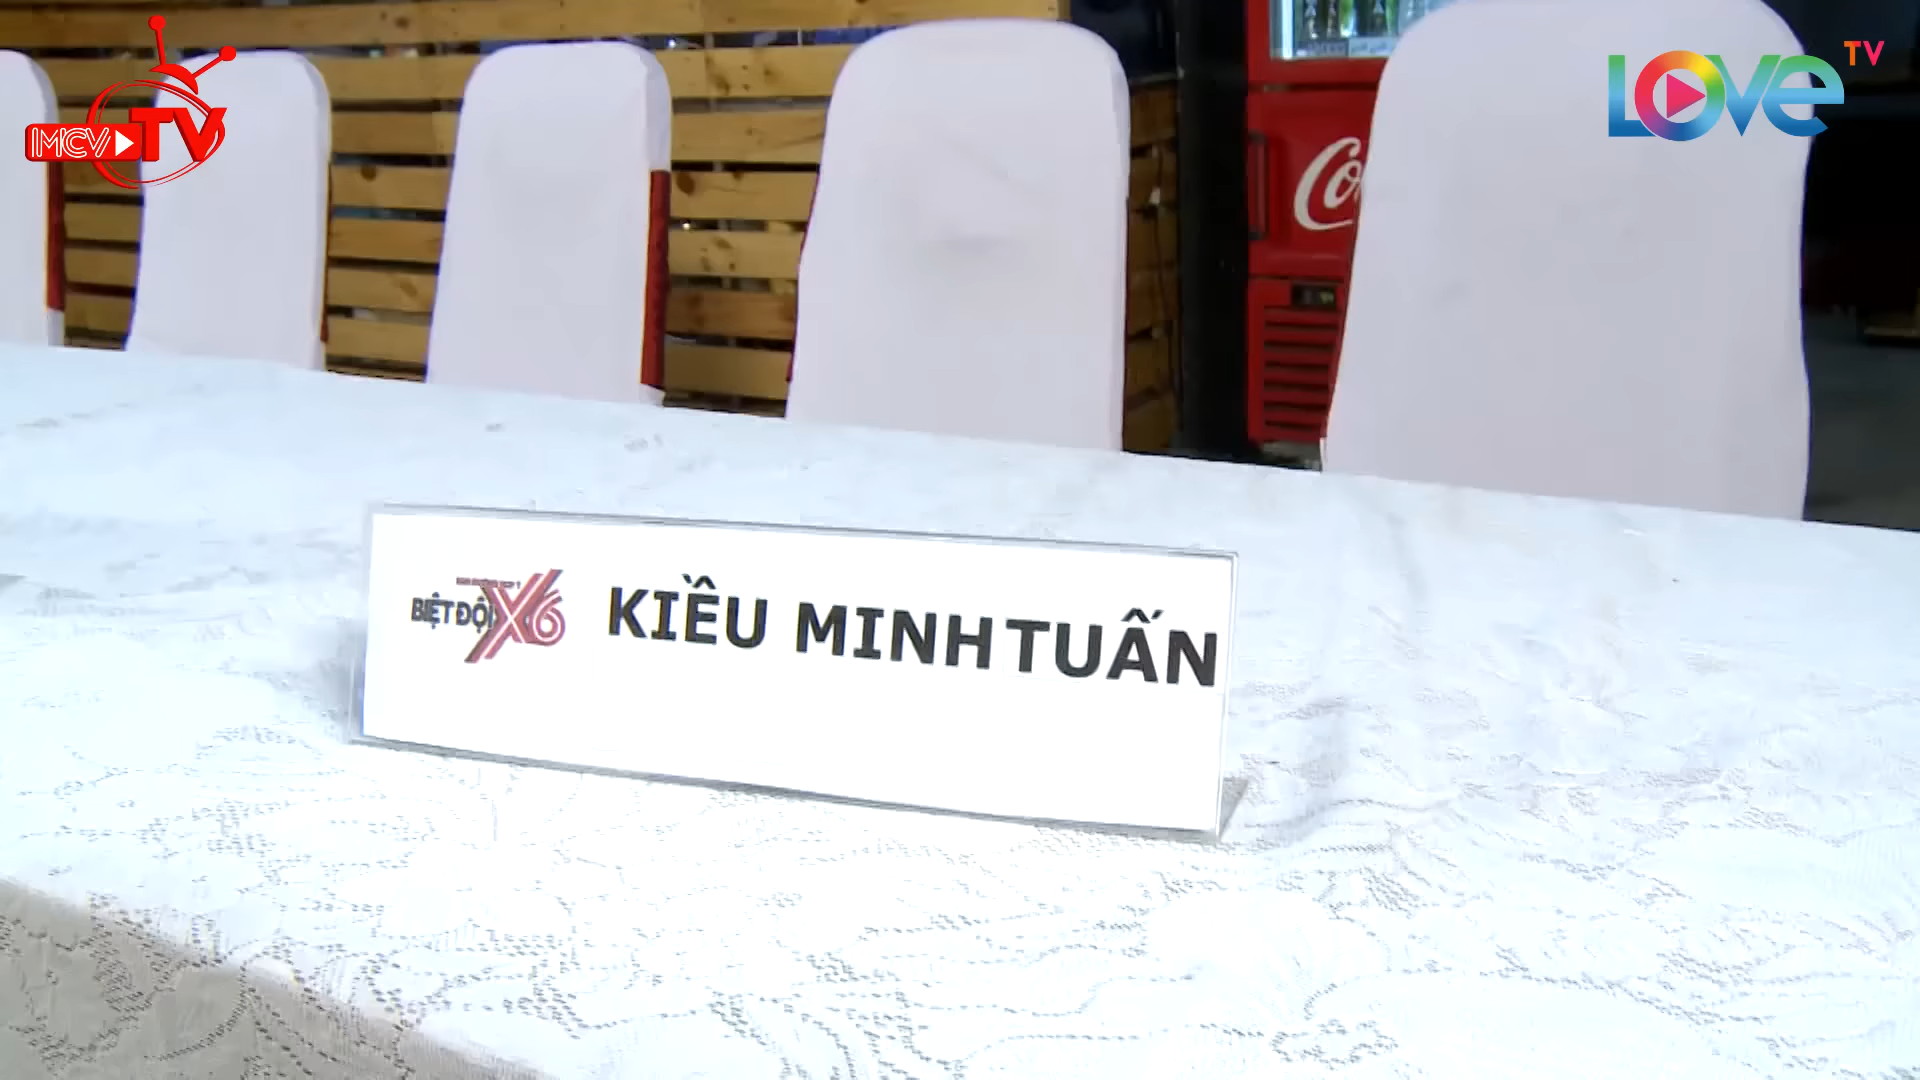 IMCV TV
LOVE TV
Co
BIỆT ĐỘI X6
KIỀU MINH TUẤN